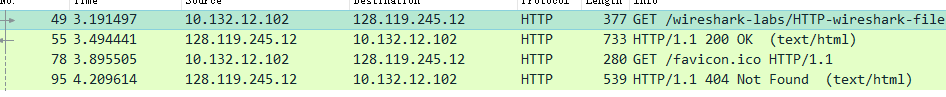 No. Time Source Destination Protocol Length Info
49 3.191497 10.132.12.102 128.119.245.12 HTTP 377 GET /wireshark-labs/HTTP-wireshark-file
55 3.494441 128.119.245.12 10.132.12.102 HTTP 733 HTTP/1.1 200 OK (text/html)
78 3.895505 10.132.12.102 128.119.245.12 HTTP 280 GET /favicon.ico HTTP/1.1
95 4.209614 128.119.245.12 10.132.12.102 HTTP 539 HTTP/1.1 404 Not Found (text/html)